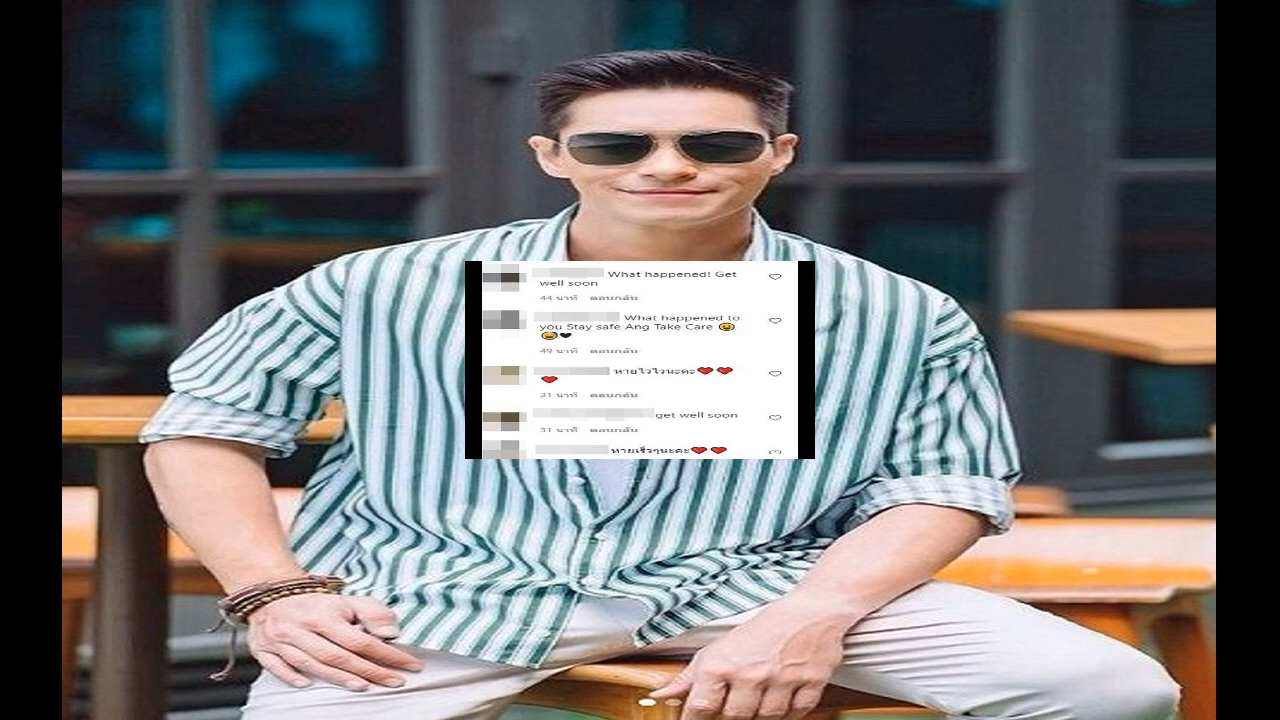 What happened! Get
well soon
44 นาที ตอบกลับ
What happened to
you Stay safe Ang Take Care
49 นาที ตอบกลับ
หายไวไวนะคะ
31 นาที ตอบกลับ
get well soon
31 นาที ตอบกลับ
หายเร็วๆนะคะ